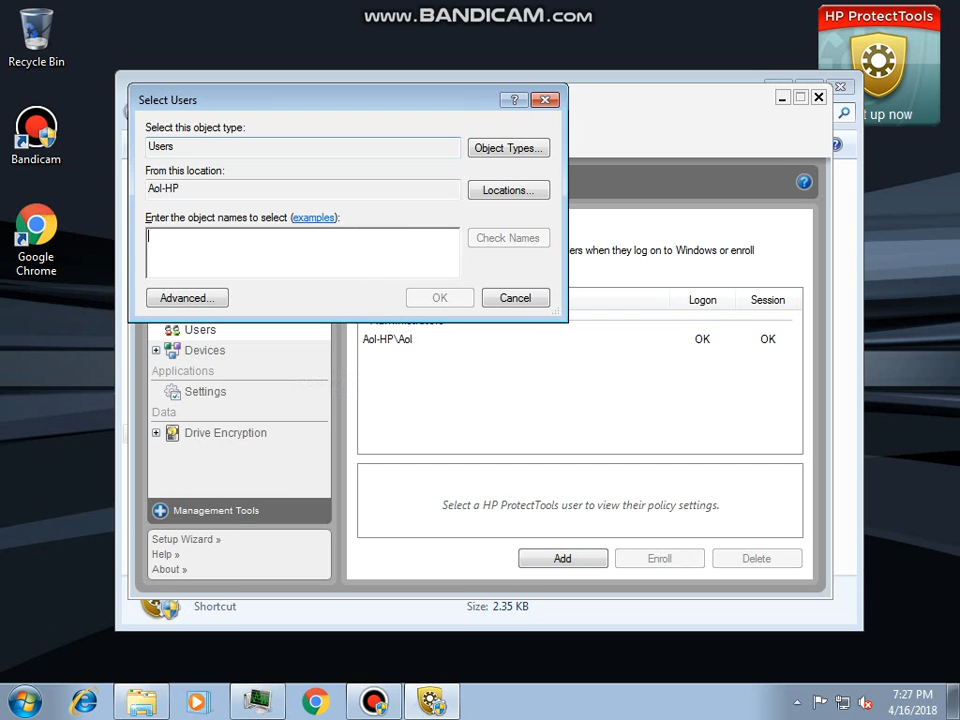 www.BANDICAM.com
HP ProtectTools
t up now
Recycle Bin
Bandicam
Google
Chrome
Select Users
Select this object type:
Users
Object Types...
From this location:
Aol-HP
Locations...
Enter the object names to select (examples):
Check Names
Advanced...
OK
Cancel
ers when they log on to Windows or enroll
Logon
Session
Aol-HP\Aol
OK
OK
Users
Devices
Applications
Settings
Data
Drive Encryption
Management Tools
Setup Wizard »
Help »
About »
Select a HP ProtectTools user to view their policy settings.
Add
Enroll
Delete
Shortcut
Size: 2.35 KB
7:27 PM
4/16/2018